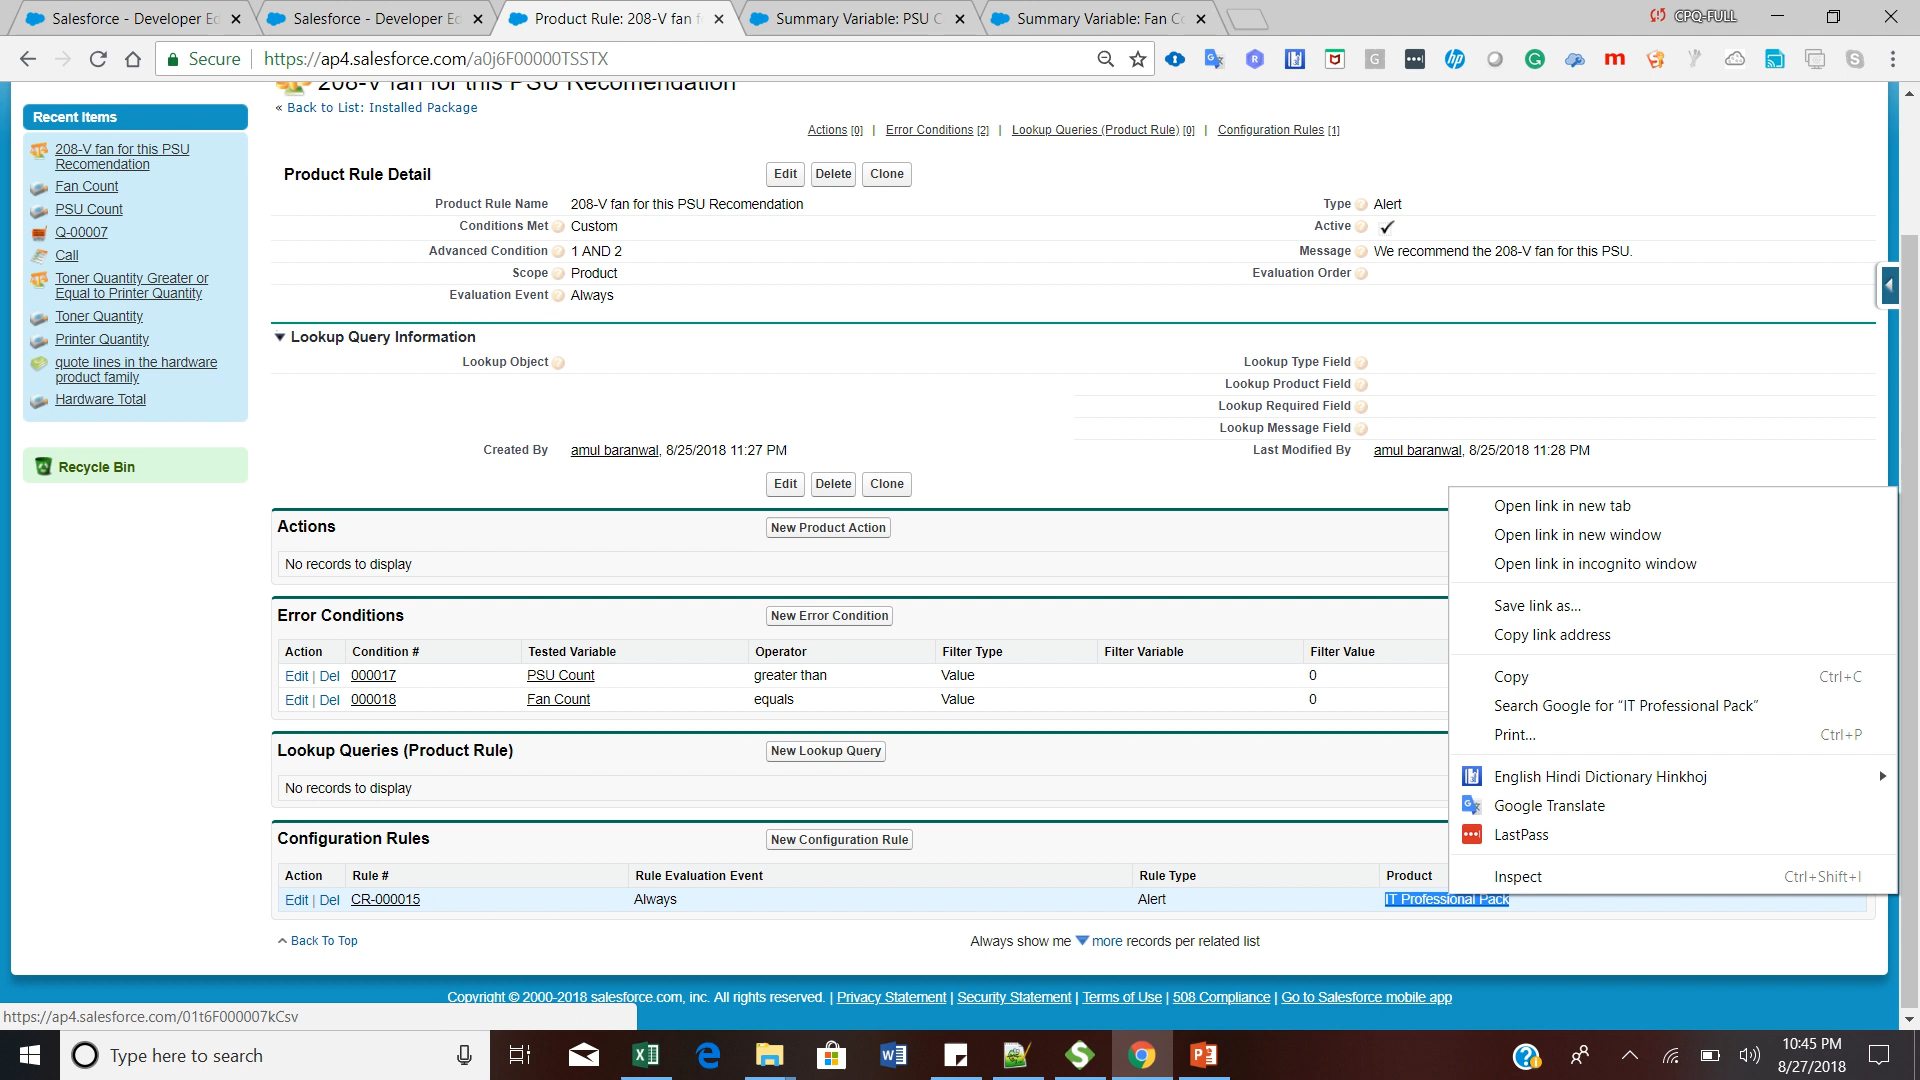 Salesforce - Developer Ec
Salesforce - Developer Ec
Product Rule: 208-V fan f
Summary Variable: PSU C
Summary Variable: Fan Cc
CPQ-FULL
Secure
https://ap4.salesforce.com/a0j6F00000TSSTX
208-V fan for this PSU Recomendation
« Back to List: Installed Package
Actions [0] | Error Conditions [2] | Lookup Queries (Product Rule) [0] | Configuration Rules [1]
Recent Items
208-V fan for this PSU
Recomendation
Fan Count
PSU Count
Q-00007
Call
Toner Quantity Greater or
Equal to Printer Quantity
Toner Quantity
Printer Quantity
quote lines in the hardware
product family
Hardware Total
Recycle Bin
Product Rule Detail
Edit Delete Clone
Product Rule Name 208-V fan for this PSU Recomendation
Type Alert
Conditions Met Custom
Active
Advanced Condition 1 AND 2
Message We recommend the 208-V fan for this PSU.
Scope Product
Evaluation Order
Evaluation Event Always
Lookup Query Information
Lookup Object
Lookup Type Field
Lookup Product Field
Lookup Required Field
Lookup Message Field
Created By amul baranwal, 8/25/2018 11:27 PM
Last Modified By amul baranwal, 8/25/2018 11:28 PM
Edit Delete Clone
Actions
New Product Action
No records to display
Error Conditions
New Error Condition
Action Condition # Tested Variable Operator Filter Type Filter Variable Filter Value
Edit | Del 000017 PSU Count greater than Value 0
Edit | Del 000018 Fan Count equals Value 0
Lookup Queries (Product Rule)
New Lookup Query
No records to display
Configuration Rules
New Configuration Rule
Action Rule # Rule Evaluation Event Rule Type Product
Edit | Del CR-000015 Always Alert IT Professional Pack
Back To Top
Always show me more records per related list
Open link in new tab
Open link in new window
Open link in incognito window
Save link as...
Copy link address
Copy Ctrl+C
Search Google for “IT Professional Pack”
Print... Ctrl+P
English Hindi Dictionary Hinkhoj
Google Translate
LastPass
Inspect Ctrl+Shift+I
Copyright © 2000-2018 salesforce.com, inc. All rights reserved. | Privacy Statement | Security Statement | Terms of Use | 508 Compliance | Go to Salesforce mobile app
https://ap4.salesforce.com/01t6F000007kCsv
Type here to search
10:45 PM
8/27/2018